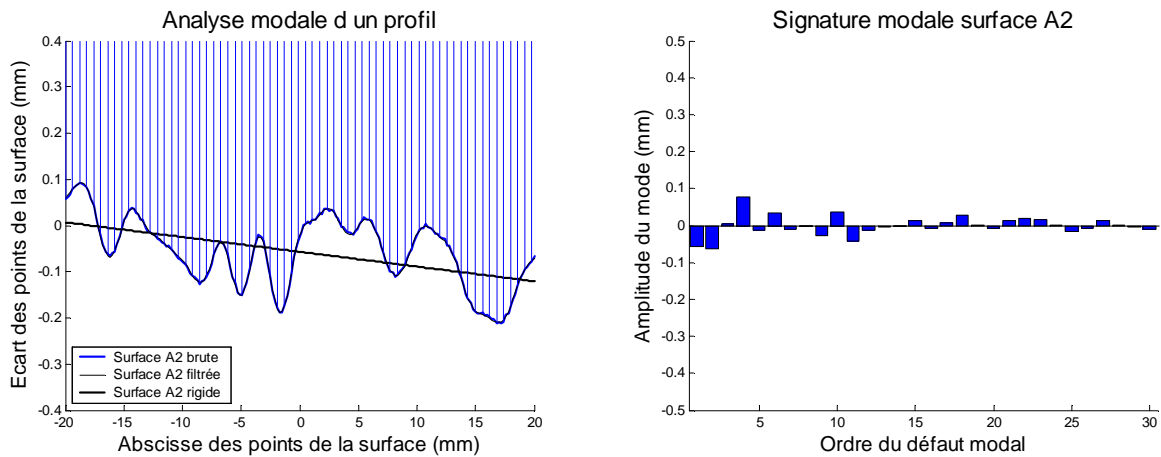 Analyse modale d un profil
Ecart des points de la surface (mm)
0.4
0.3
0.2
0.1
0
-0.1
-0.2
-0.3
-0.4
Surface A2 brute
Surface A2 filtrée
Surface A2 rigide
-20 -15 -10 -5 0 5 10 15 20
Abscisse des points de la surface (mm)
Signature modale surface A2
Amplitude du mode (mm)
0.5
0.4
0.3
0.2
0.1
0
-0.1
-0.2
-0.3
-0.4
-0.5
5 10 15 20 25 30
Ordre du défaut modal